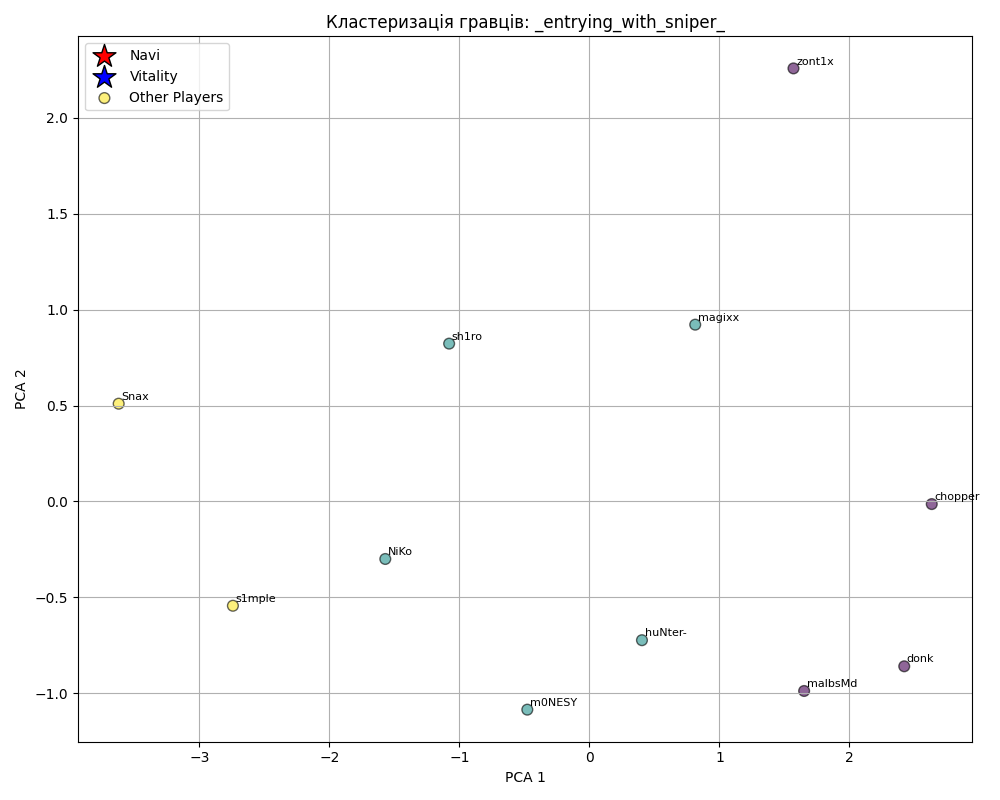 Кластеризація гравців: _entrying_with_sniper_
Navi
Vitality
Other Players
zont1x
magixx
sh1ro
Snax
chopper
NiKo
s1mple
huNter-
donk
malbsMd
m0NESY
2.0
1.5
1.0
0.5
0.0
−0.5
−1.0
PCA 2
−3
−2
−1
0
1
2
PCA 1